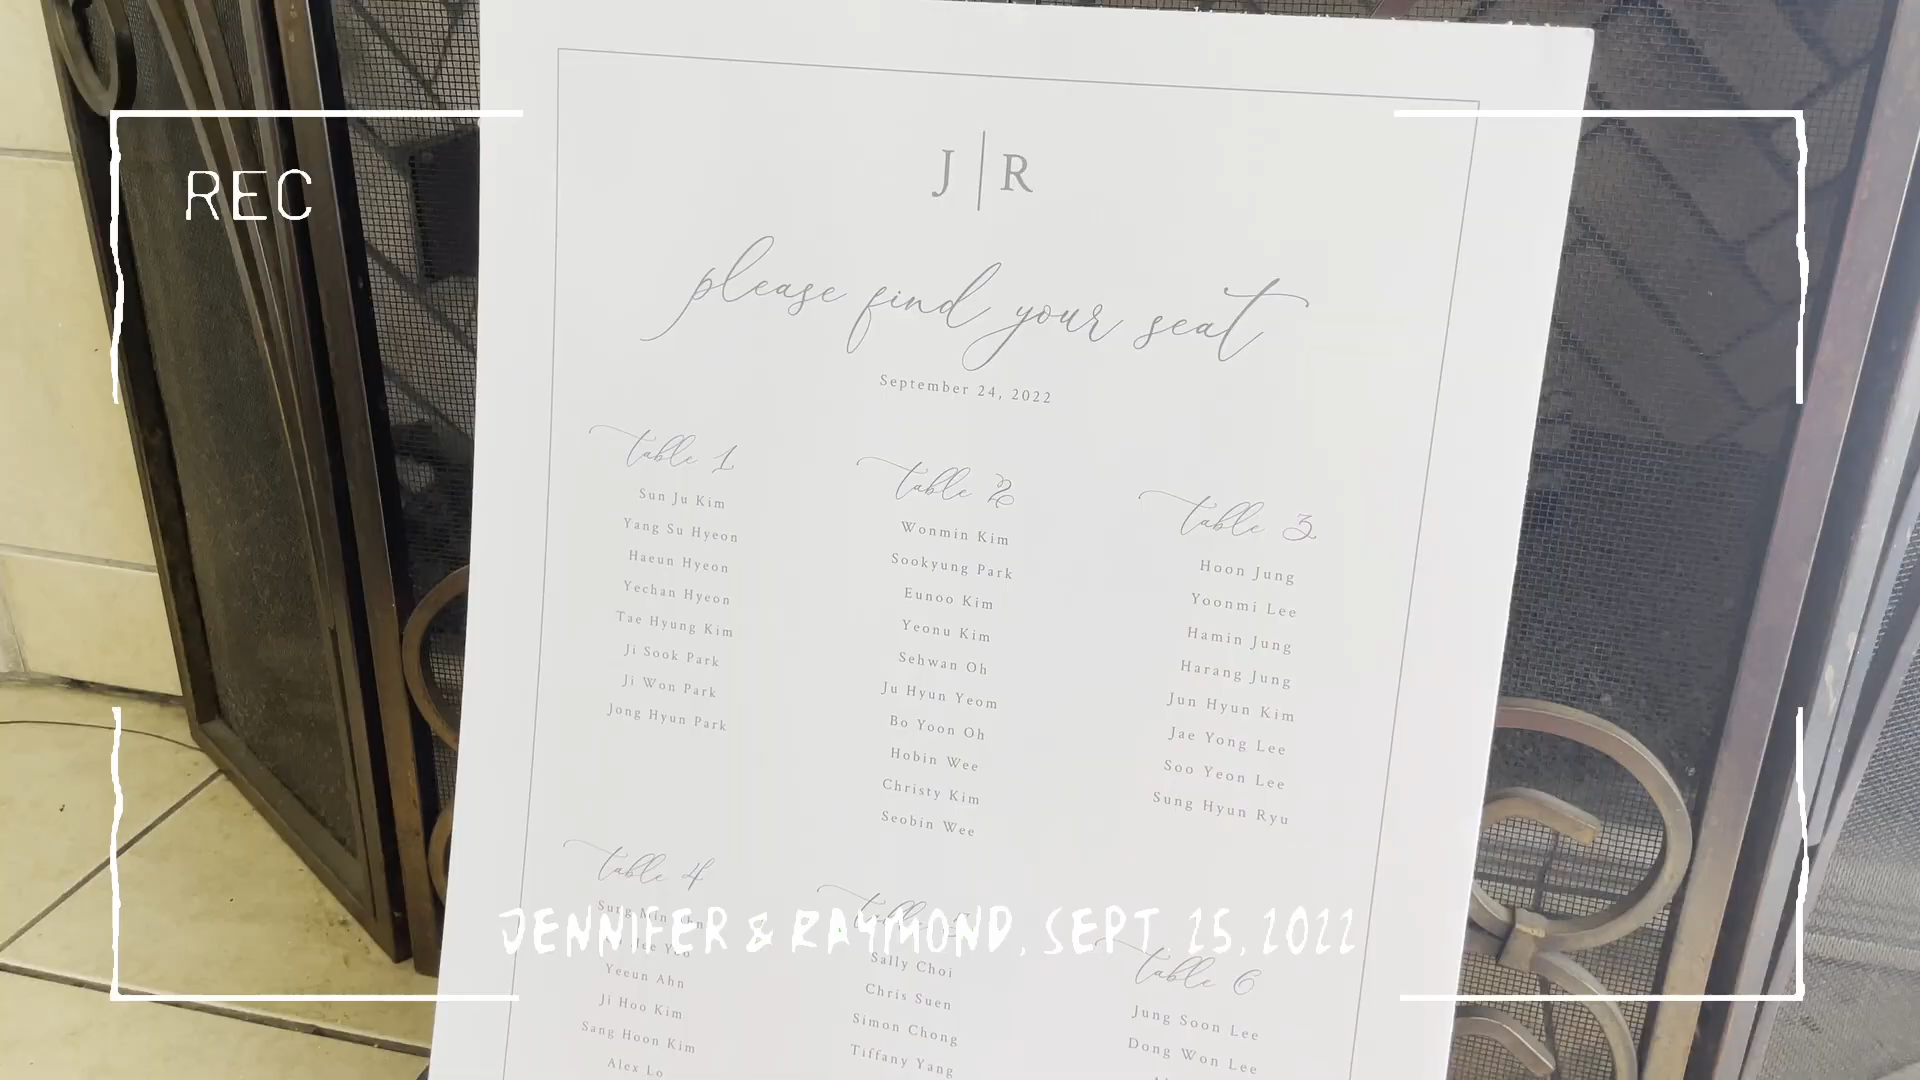 REC
J | R
please find your seat
September 24, 2022
table 1
Sun Ju Kim
Yang Su Hyeon
Haeun Hyeon
Yechan Hyeon
Tae Hyung Kim
Ji Sook Park
Ji Won Park
Jong Hyun Park
table 2
Wonmin Kim
Sookyung Park
Eunoo Kim
Yeonu Kim
Sehwan Oh
Ju Hyun Yeom
Bo Yoon Oh
Hobin Wee
Christy Kim
Seobin Wee
table 3
Hoon Jung
Yoonmi Lee
Hamin Jung
Harang Jung
Jun Hyun Kim
Jae Yong Lee
Soo Yeon Lee
Sung Hyun Ryu
table 4
Sung Min
Jee
Yeeun Ahn
Ji Hoo Kim
Sang Hoon Kim
Alex Lo
Sally Choi
Chris Suen
Simon Chong
Tiffany Yang
table 6
Jung Soon Lee
Dong Won Lee
JENNIFER & RAYMOND, SEPT. 25, 2022